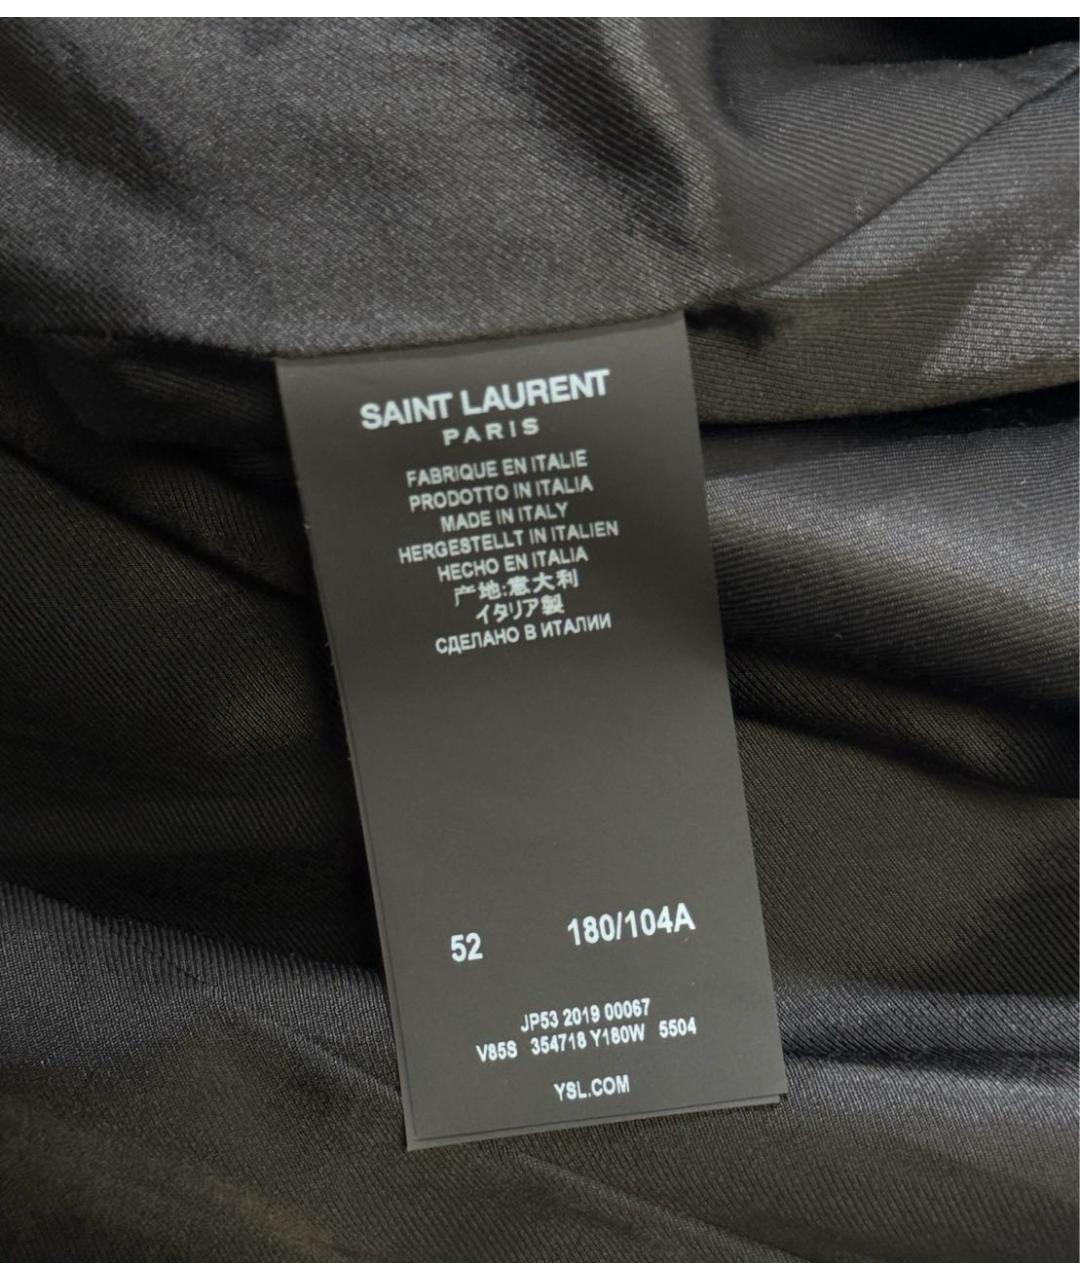 SAINT LAURENT
PARIS
FABRIQUE EN ITALIE
PRODOTTO IN ITALIA
MADE IN ITALY
HERGESTELLT IN ITALIEN
HECHO EN ITALIA
产地:意大利
イタリア製
СДЕЛАНО В ИТАЛИИ
52 180/104A
JP53 2019 00067
V85S 354718 Y180W 5504
YSL.COM